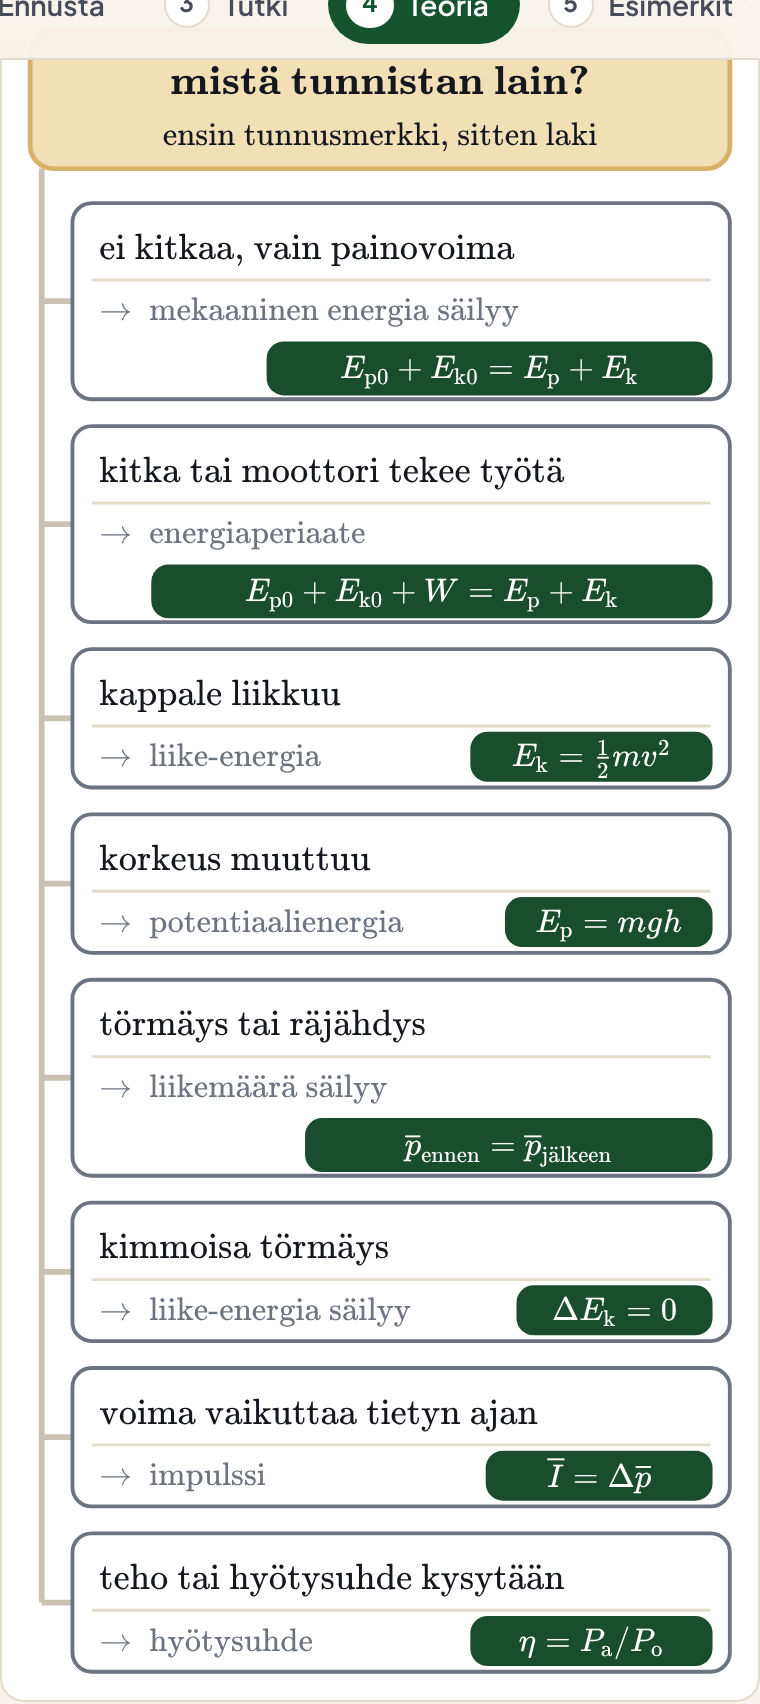 Ennusta 3 Tutki 4 Teoria 5 Esimerkit
mistä tunnistan lain?
ensin tunnusmerkki, sitten laki
ei kitkaa, vain painovoima
→ mekaaninen energia säilyy
E_p0 + E_k0 = E_p + E_k
kitka tai moottori tekee työtä
→ energiaperiaate
E_p0 + E_k0 + W = E_p + E_k
kappale liikkuu
→ liike-energia E_k = ½mv²
korkeus muuttuu
→ potentiaalienergia E_p = mgh
törmäys tai räjähdys
→ liikemäärä säilyy
p̅_ennen = p̅_jälkeen
kimmoisa törmäys
→ liike-energia säilyy ΔE_k = 0
voima vaikuttaa tietyn ajan
→ impulssi I̅ = Δp̅
teho tai hyötysuhde kysytään
→ hyötysuhde η = P_a/P_o